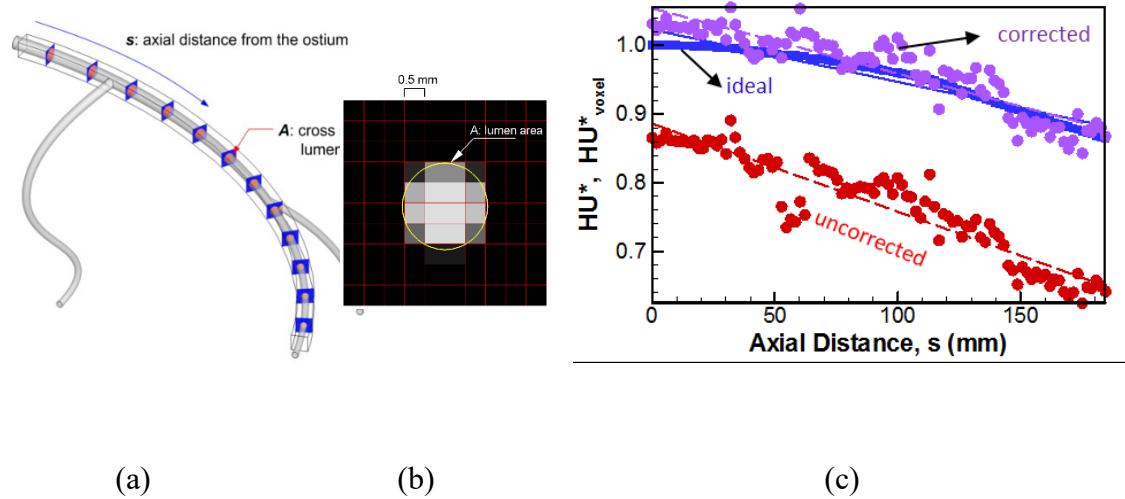 s: axial distance from the ostium
A: cross
lumer
0.5 mm
A: lumen area
HU*, HU*voxel
1.0
0.9
0.8
0.7
corrected
ideal
uncorrected
0
50
100
150
Axial Distance, s (mm)
(a)
(b)
(c)